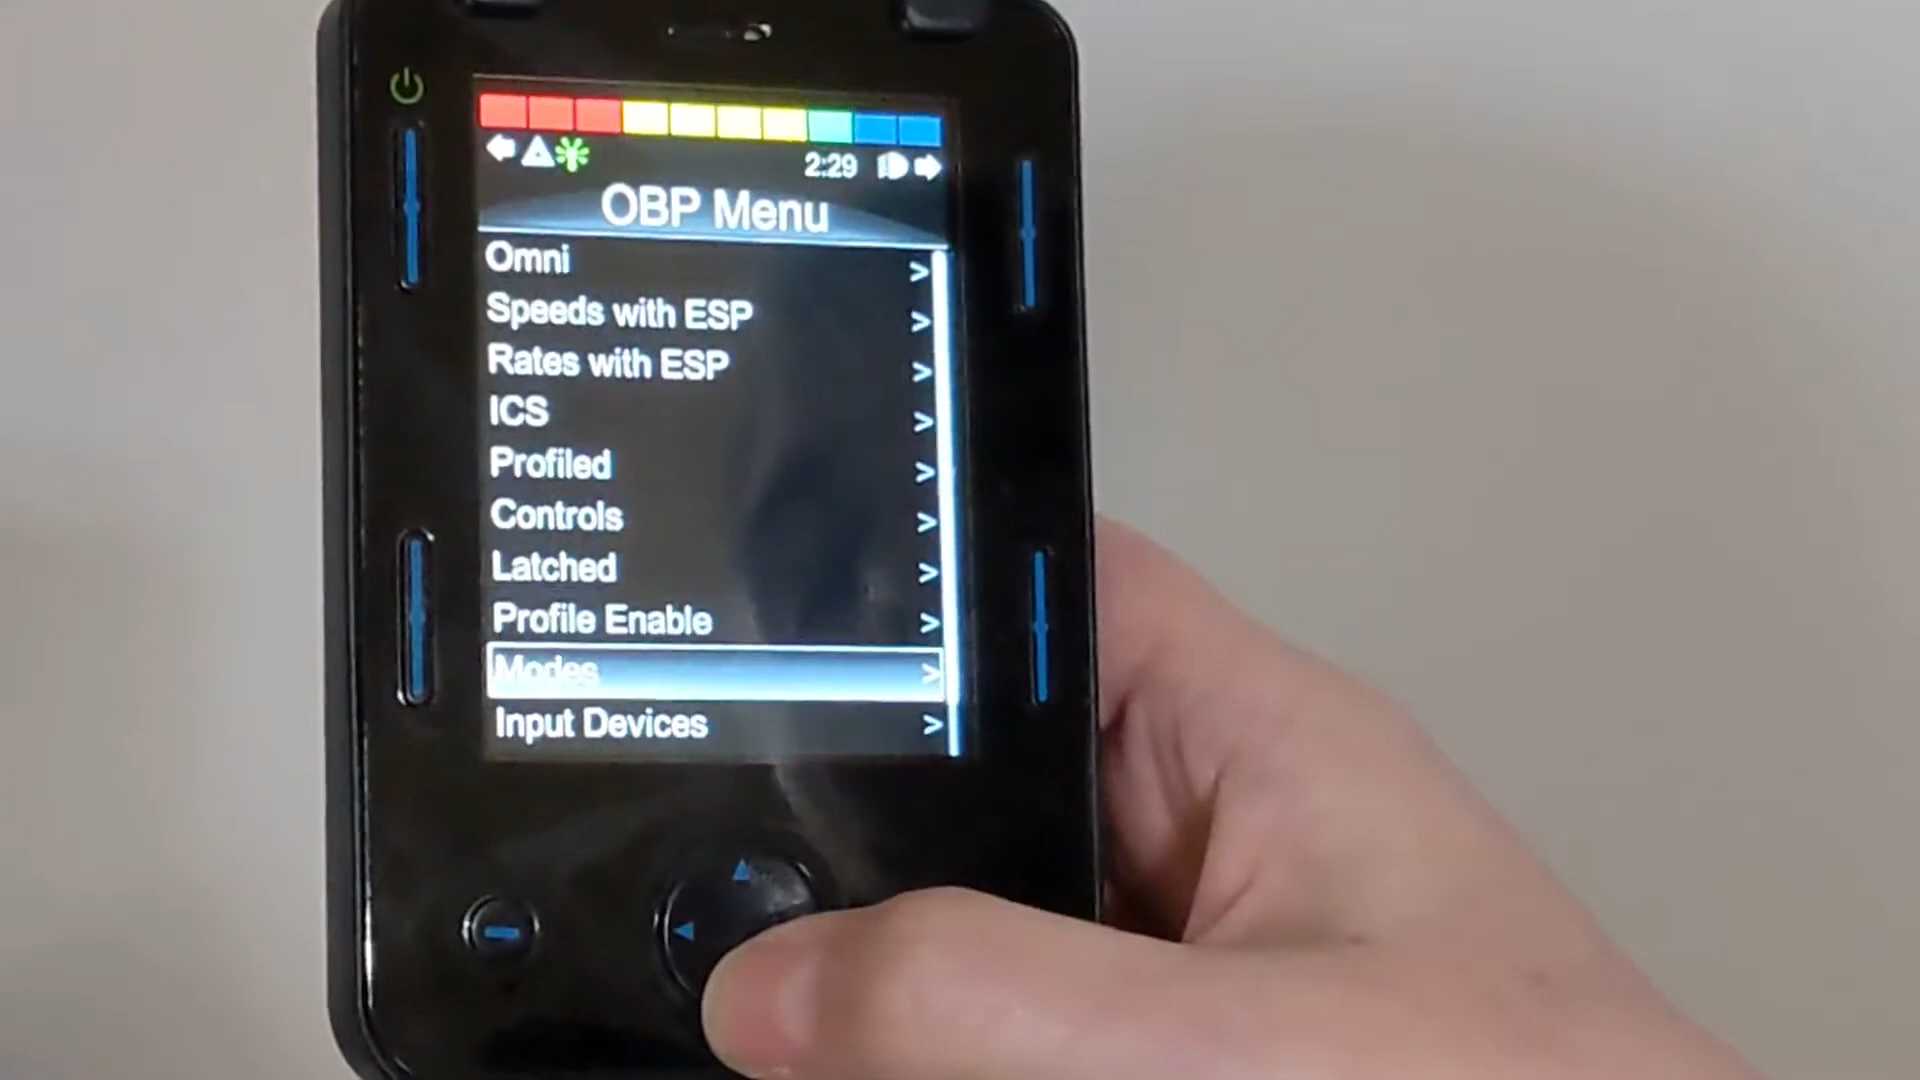 2:29
OBP Menu
Omni >
Speeds with ESP >
Rates with ESP >
ICS >
Profiled >
Controls >
Latched >
Profile Enable >
Modes >
Input Devices >